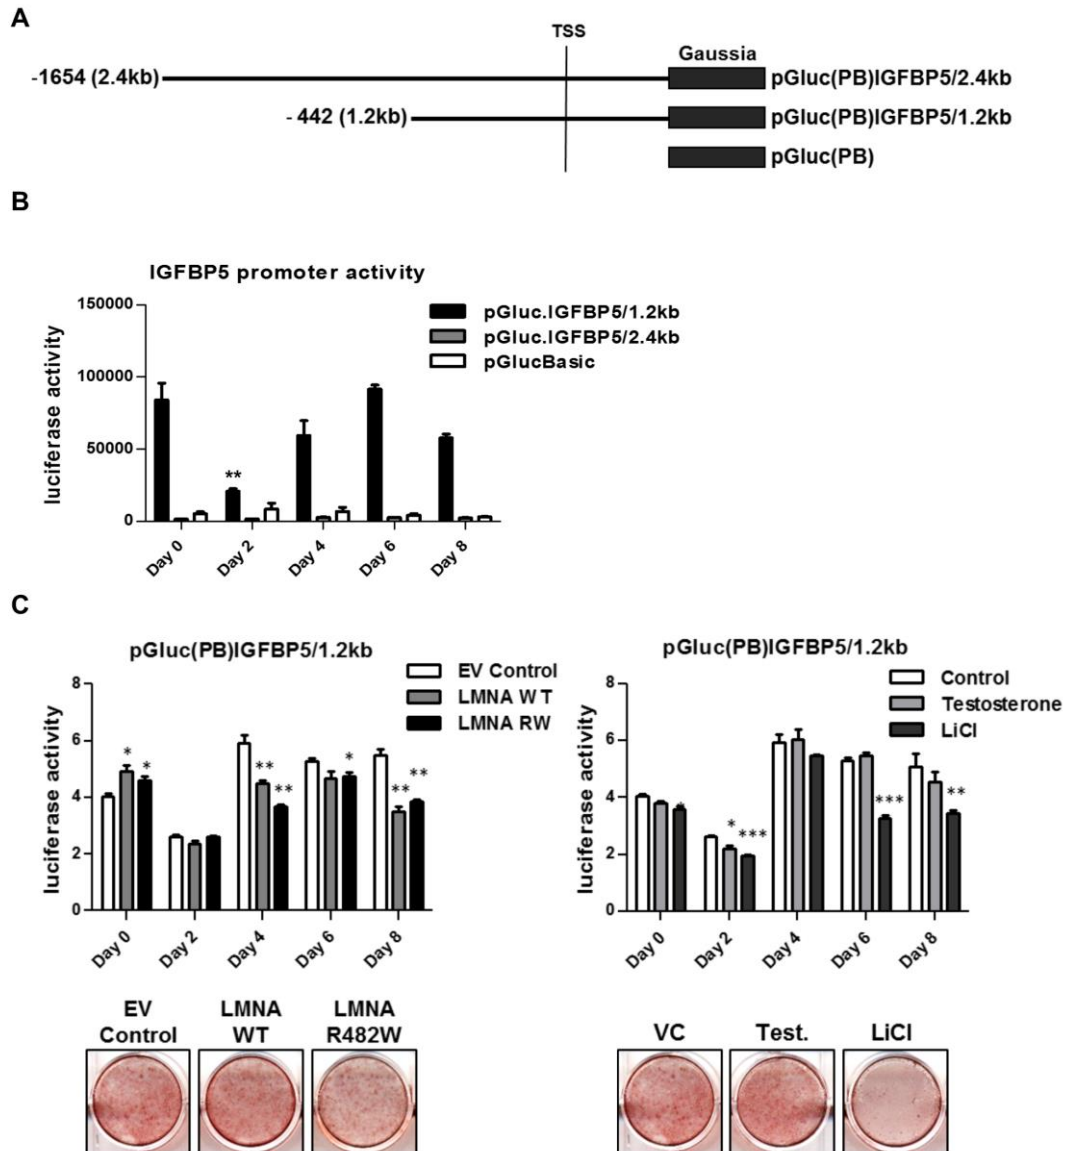 A
TSS
Gaussia
-1654 (2.4kb)
pGluc(PB)IGFBP5/2.4kb
- 442 (1.2kb)
pGluc(PB)IGFBP5/1.2kb
pGluc(PB)
B
IGFBP5 promoter activity
luciferase activity
150000
100000
50000
0
pGluc.IGFBP5/1.2kb
pGluc.IGFBP5/2.4kb
pGlucBasic
**
Day 0
Day 2
Day 4
Day 6
Day 8
C
pGluc(PB)IGFBP5/1.2kb
EV Control
LMNA WT
LMNA RW
luciferase activity
8
6
4
2
0
*
*
**
**
*
**
**
Day 0
Day 2
Day 4
Day 6
Day 8
pGluc(PB)IGFBP5/1.2kb
Control
Testosterone
LiCl
luciferase activity
8
6
4
2
0
*
*
***
***
**
Day 0
Day 2
Day 4
Day 6
Day 8
EV
Control
LMNA
WT
LMNA
R482W
VC
Test.
LiCl